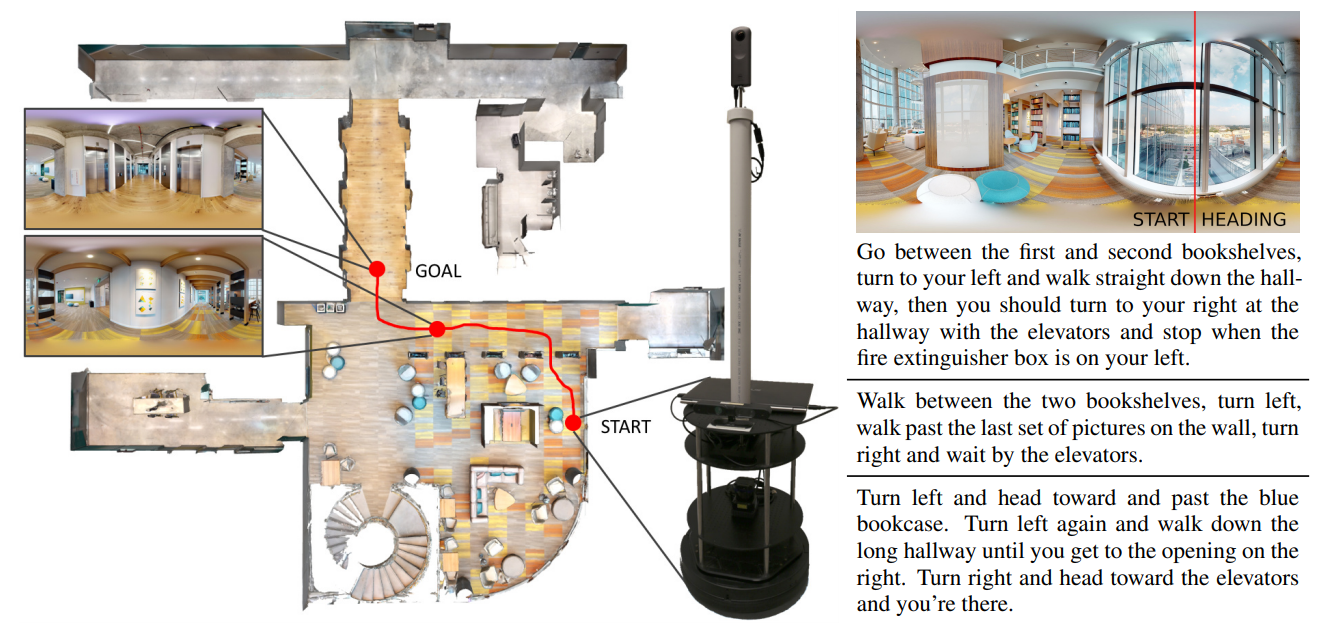 GOAL
START
START HEADING
Go between the first and second bookshelves,
turn to your left and walk straight down the hall-
way, then you should turn to your right at the
hallway with the elevators and stop when the
fire extinguisher box is on your left.
Walk between the two bookshelves, turn left,
walk past the last set of pictures on the wall, turn
right and wait by the elevators.
Turn left and head toward and past the blue
bookcase. Turn left again and walk down the
long hallway until you get to the opening on the
right. Turn right and head toward the elevators
and you're there.